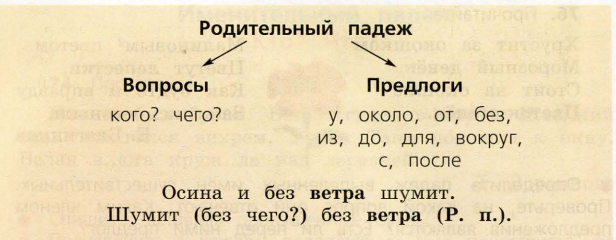 Родительный падеж
Вопросы
кого? чего?
Предлоги
у, около, от, без,
из, до, для, вокруг,
с, после
Осина и без ветра шумит.
Шумит (без чего?) без ветра (Р. п.).